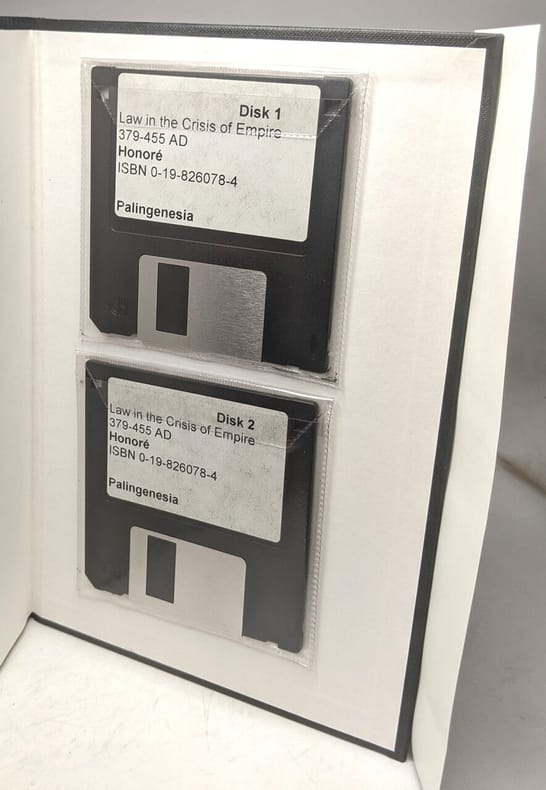 Disk 1
Law in the Crisis of Empire
379-455 AD
Honoré
ISBN 0-19-826078-4
Palingenesia
Disk 2
Law in the Crisis of Empire
379-455 AD
Honoré
ISBN 0-19-826078-4
Palingenesia